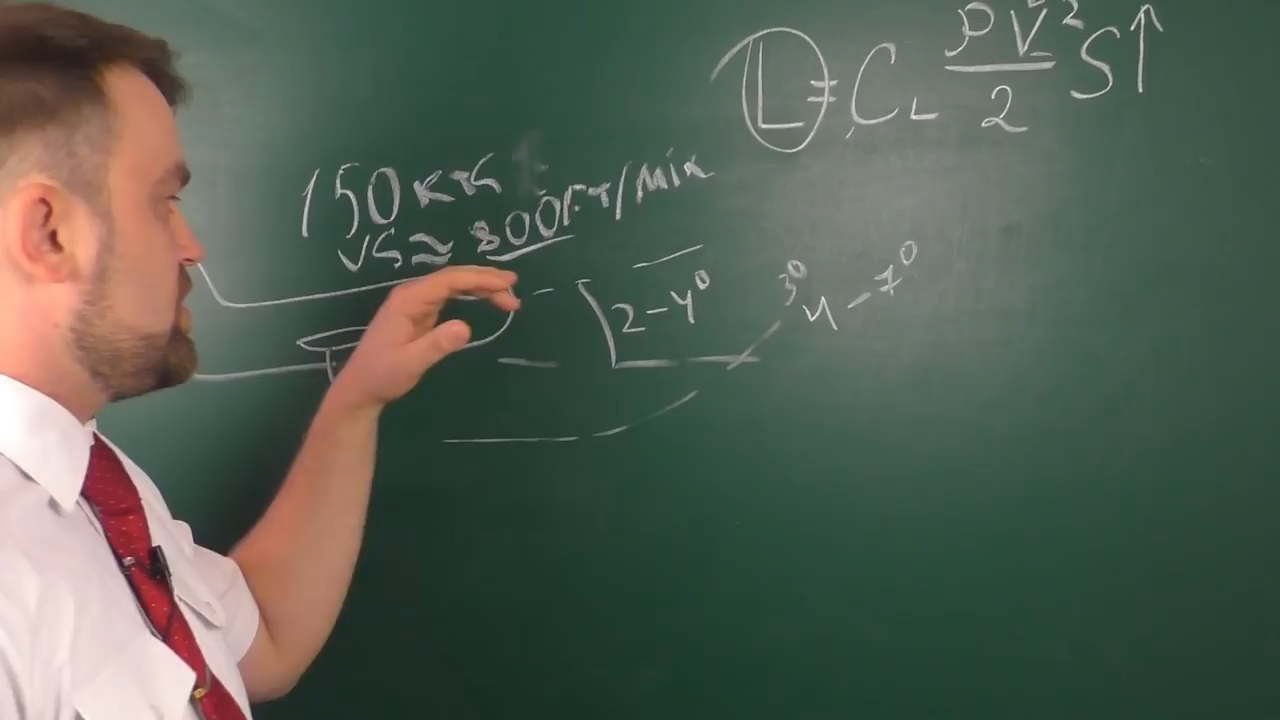 L = C_L ρV²/2 S↑
150 KTS
VS ≈ 800FT/Min
2-4°
3°
4-7°